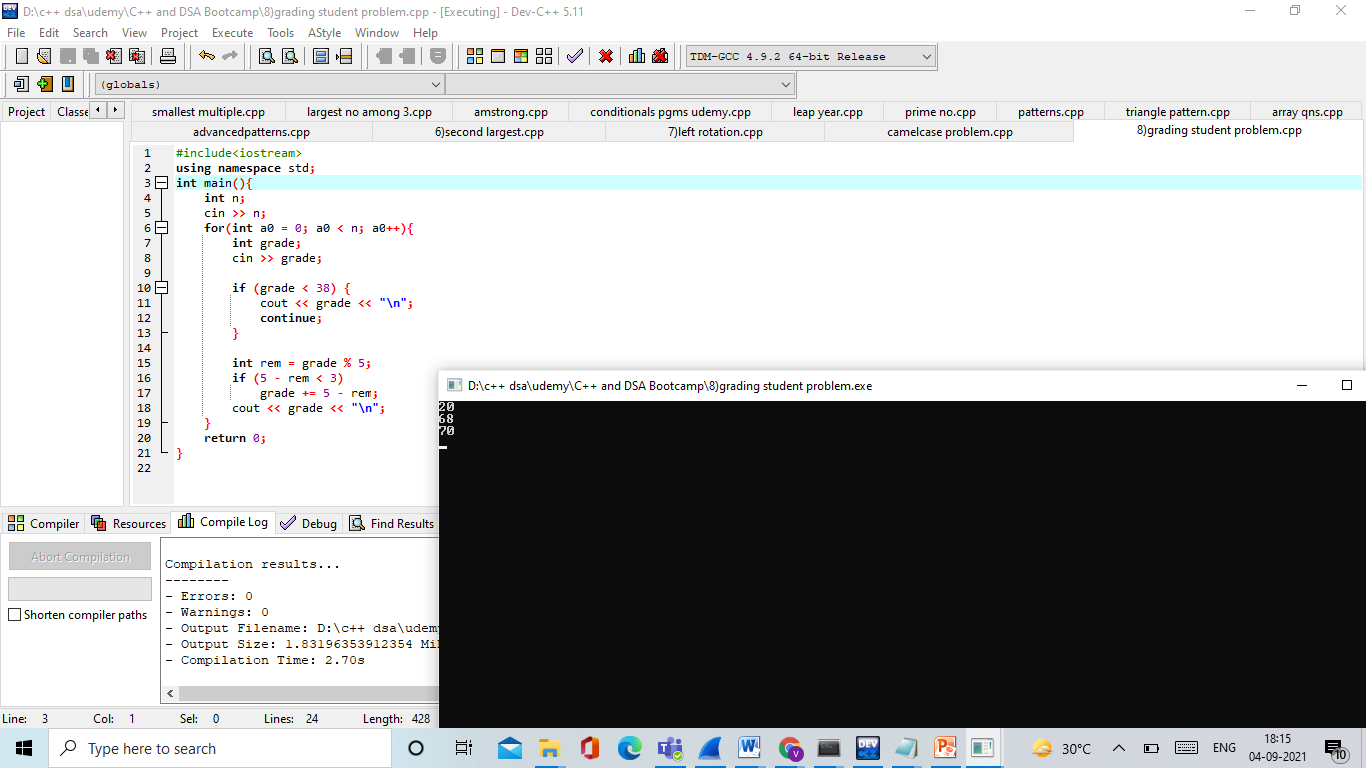 D:\c++ dsa\udemy\C++ and DSA Bootcamp\8)grading student problem.cpp - [Executing] - Dev-C++ 5.11
File Edit Search View Project Execute Tools AStyle Window Help
TDM-GCC 4.9.2 64-bit Release
(globals)
Project Classe
smallest multiple.cpp largest no among 3.cpp amstrong.cpp conditionals pgms udemy.cpp leap year.cpp prime no.cpp patterns.cpp triangle pattern.cpp array qns.cpp
advancedpatterns.cpp 6)second largest.cpp 7)left rotation.cpp camelcase problem.cpp 8)grading student problem.cpp
1 #include<iostream>
2 using namespace std;
3 int main(){
4 int n;
5 cin >> n;
6 for(int a0 = 0; a0 < n; a0++){
7 int grade;
8 cin >> grade;
9
10 if (grade < 38) {
11 cout << grade << "\n";
12 continue;
13 }
14
15 int rem = grade % 5;
16 if (5 - rem < 3)
17 grade += 5 - rem;
18 cout << grade << "\n";
19 }
20 return 0;
21 }
22
D:\c++ dsa\udemy\C++ and DSA Bootcamp\8)grading student problem.exe
20
68
70
Compiler Resources Compile Log Debug Find Results
Abort Compilation
Shorten compiler paths
Compilation results...
--------
- Errors: 0
- Warnings: 0
- Output Filename: D:\c++ dsa\udem
- Output Size: 1.83196353912354 Mi
- Compilation Time: 2.70s
Line: 3 Col: 1 Sel: 0 Lines: 24 Length: 428
Type here to search
30°C ENG
18:15
04-09-2021
10